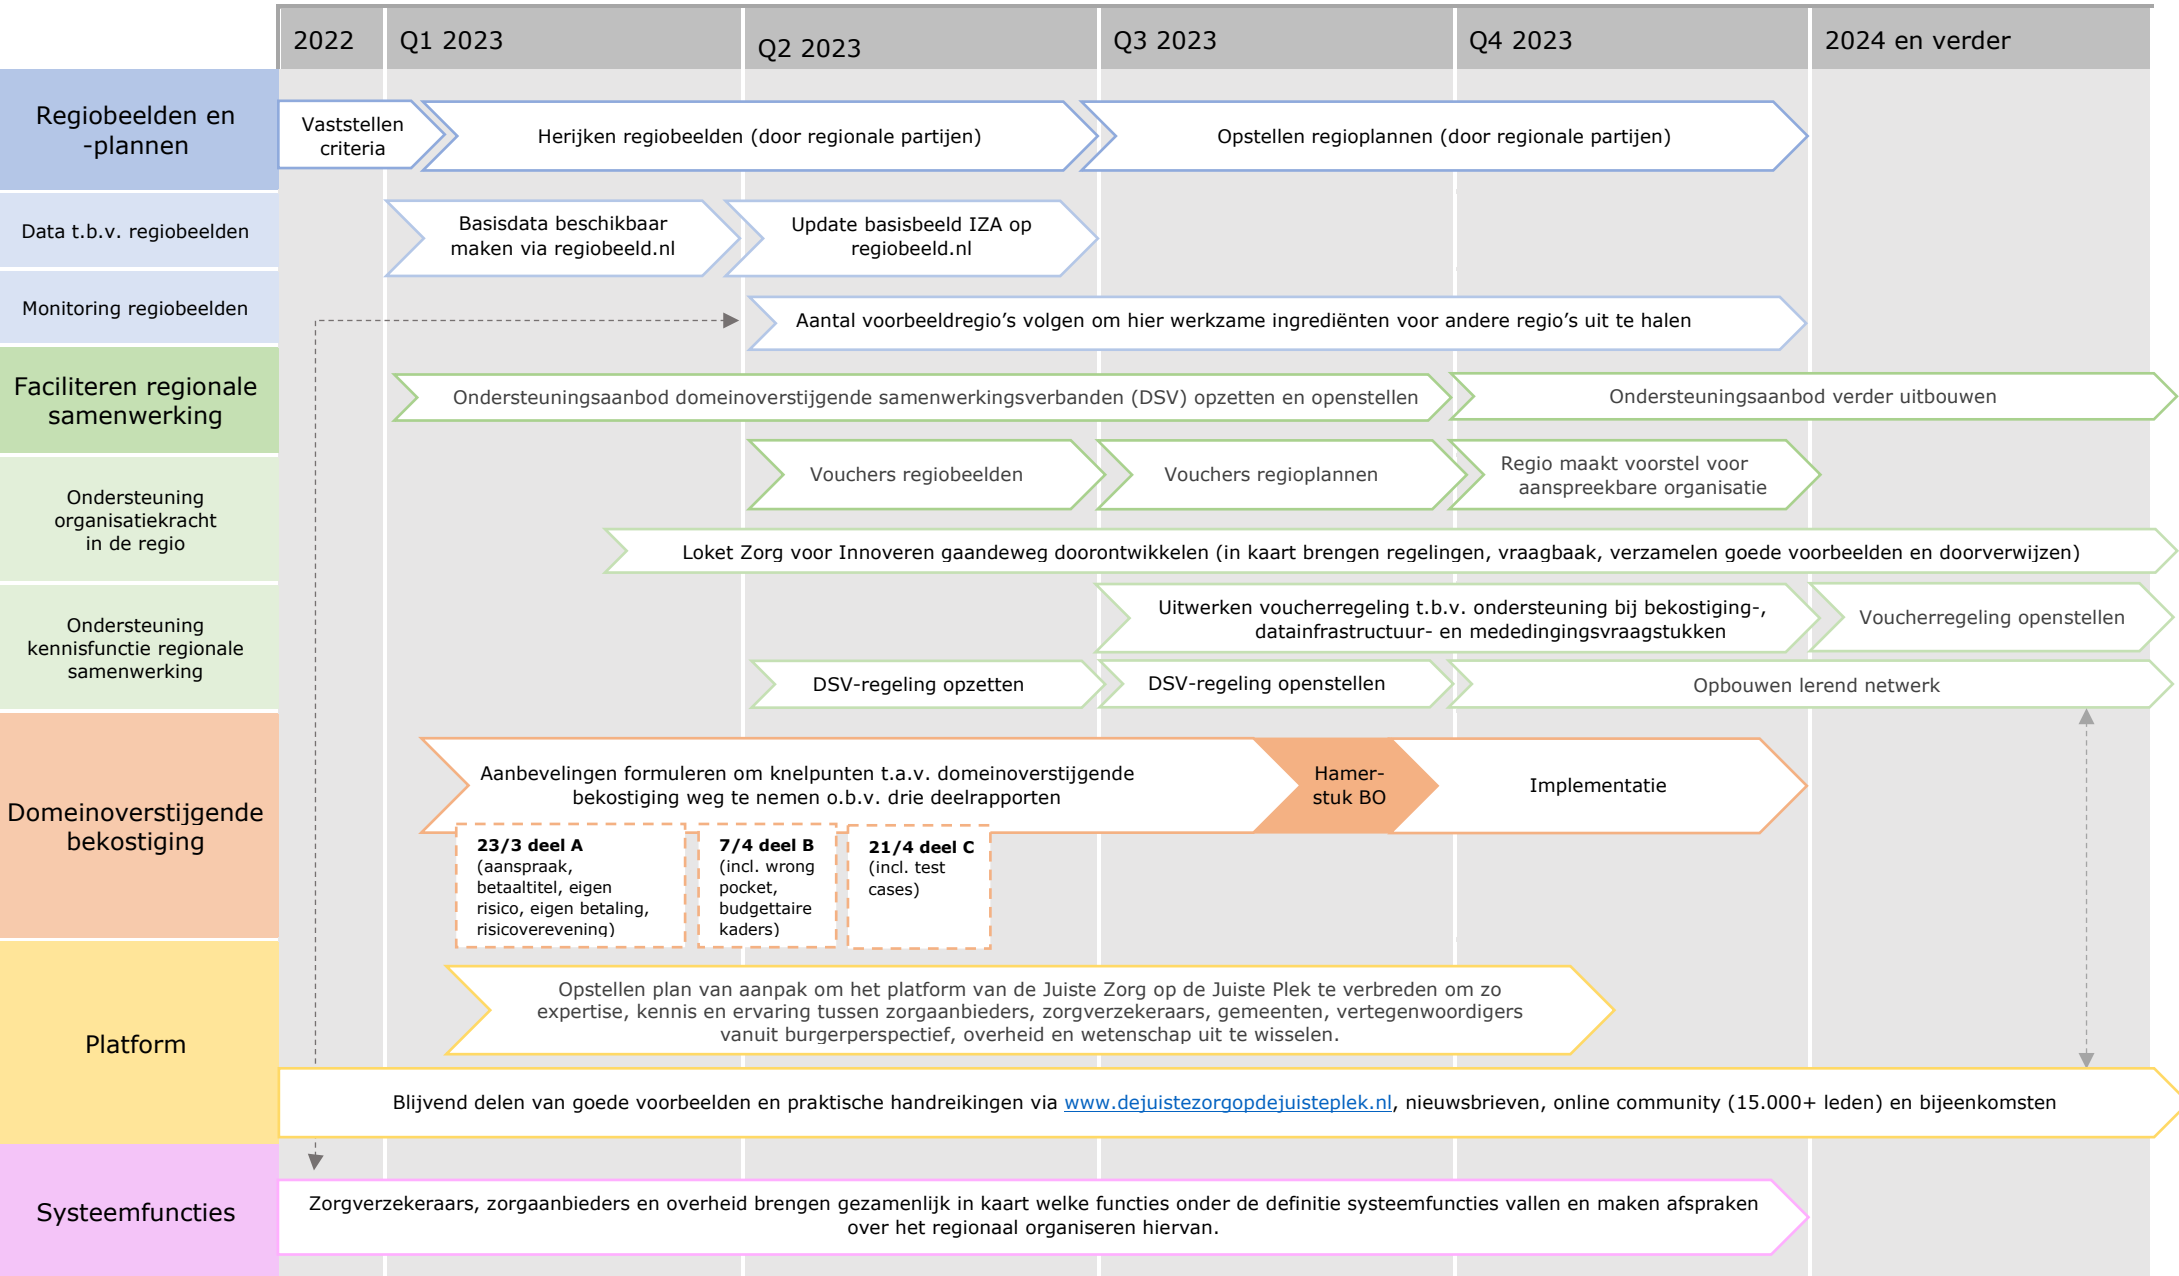 2022
Q1 2023
Q2 2023
Q3 2023
Q4 2023
2024 en verder
Regiobeelden en
-plannen
Vaststellen
criteria
Herijken regiobeelden (door regionale partijen)
Opstellen regioplannen (door regionale partijen)
Data t.b.v. regiobeelden
Basisdata beschikbaar
maken via regiobeeld.nl
Update basisbeeld IZA op
regiobeeld.nl
Monitoring regiobeelden
Aantal voorbeeldregio's volgen om hier werkzame ingrediënten voor andere regio's uit te halen
Faciliteren regionale
samenwerking
Ondersteuningsaanbod domeinoverstijgende samenwerkingsverbanden (DSV) opzetten en openstellen
Ondersteuningsaanbod verder uitbouwen
Ondersteuning
organisatiekracht
in de regio
Vouchers regiobeelden
Vouchers regioplannen
Regio maakt voorstel voor
aanspreekbare organisatie
Loket Zorg voor Innoveren gaandeweg doorontwikkelen (in kaart brengen regelingen, vraagbaak, verzamelen goede voorbeelden en doorverwijzen)
Ondersteuning
kennisfunctie regionale
samenwerking
Uitwerken voucherregeling t.b.v. ondersteuning bij bekostiging-,
datainfrastructuur- en mededingingsvraagstukken
Voucherregeling openstellen
DSV-regeling opzetten
DSV-regeling openstellen
Opbouwen lerend netwerk
Domeinoverstijgende
bekostiging
Aanbevelingen formuleren om knelpunten t.a.v. domeinoverstijgende
bekostiging weg te nemen o.b.v. drie deelrapporten
Hamer-
stuk BO
Implementatie
23/3 deel A
(aanspraak,
betaaltitel, eigen
risico, eigen betaling,
risicoverevening)
7/4 deel B
(incl. wrong
pocket,
budgettaire
kaders)
21/4 deel C
(incl. test
cases)
Platform
Opstellen plan van aanpak om het platform van de Juiste Zorg op de Juiste Plek te verbreden om zo
expertise, kennis en ervaring tussen zorgaanbieders, zorgverzekeraars, gemeenten, vertegenwoordigers
vanuit burgerperspectief, overheid en wetenschap uit te wisselen.
Blijvend delen van goede voorbeelden en praktische handreikingen via www.dejuistezorgopdejuisteplek.nl, nieuwsbrieven, online community (15.000+ leden) en bijeenkomsten
Systeemfuncties
Zorgverzekeraars, zorgaanbieders en overheid brengen gezamenlijk in kaart welke functies onder de definitie systeemfuncties vallen en maken afspraken
over het regionaal organiseren hiervan.